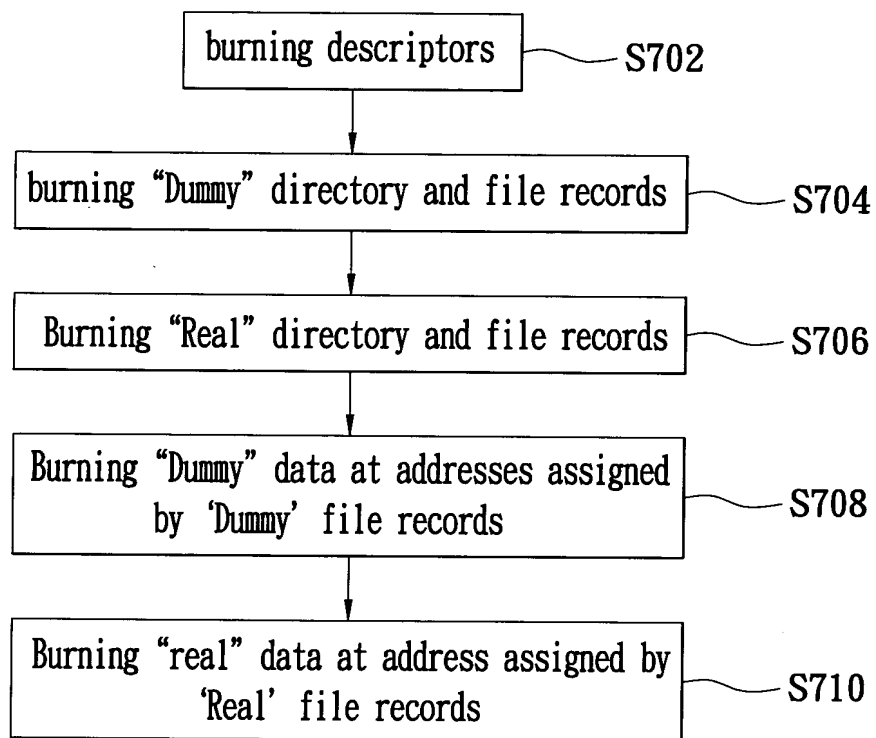 burning descriptors
S702
burning “Dummy” directory and file records
S704
Burning “Real” directory and file records
S706
Burning “Dummy” data at addresses assigned
by ‘Dummy’ file records
S708
Burning “real” data at address assigned by
‘Real’ file records
S710